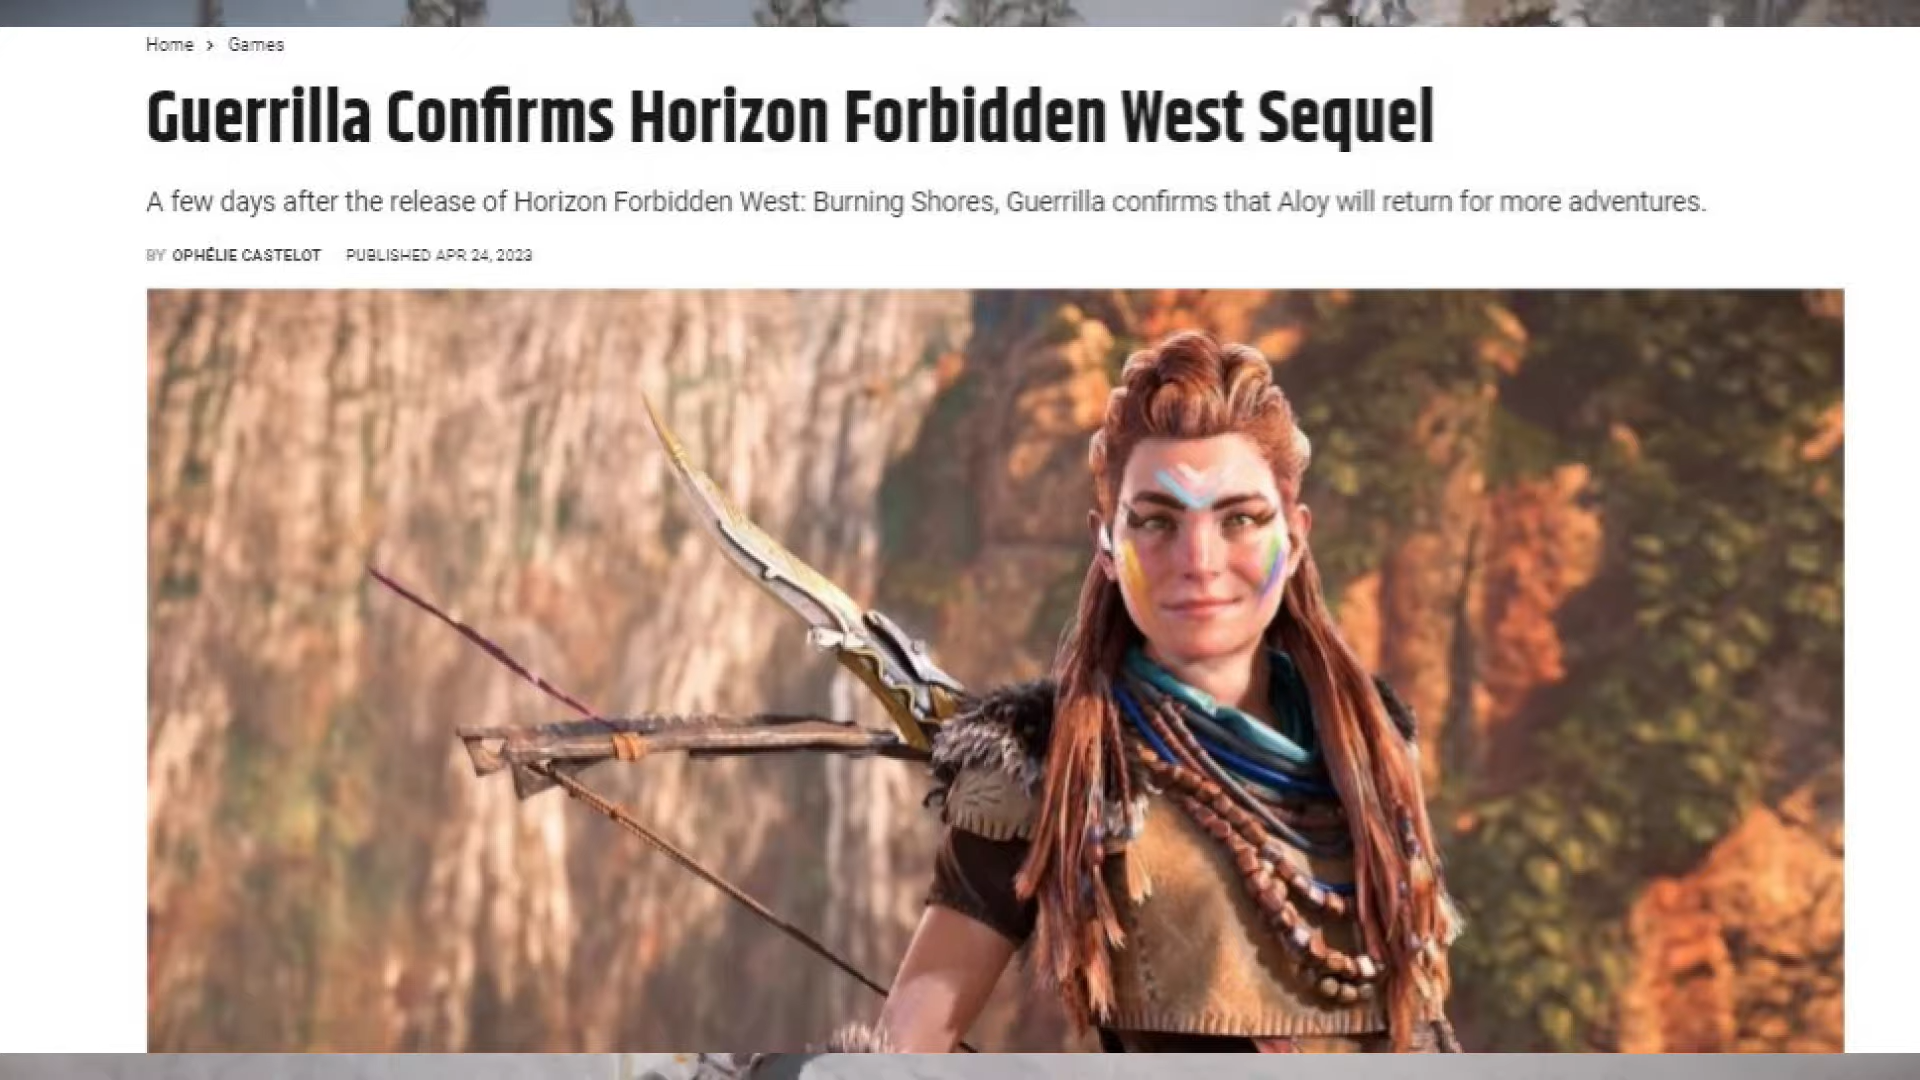 Home > Games
Guerrilla Confirms Horizon Forbidden West Sequel
A few days after the release of Horizon Forbidden West: Burning Shores, Guerrilla confirms that Aloy will return for more adventures.
BY OPHÉLIE CASTELOT PUBLISHED APR 24, 2023